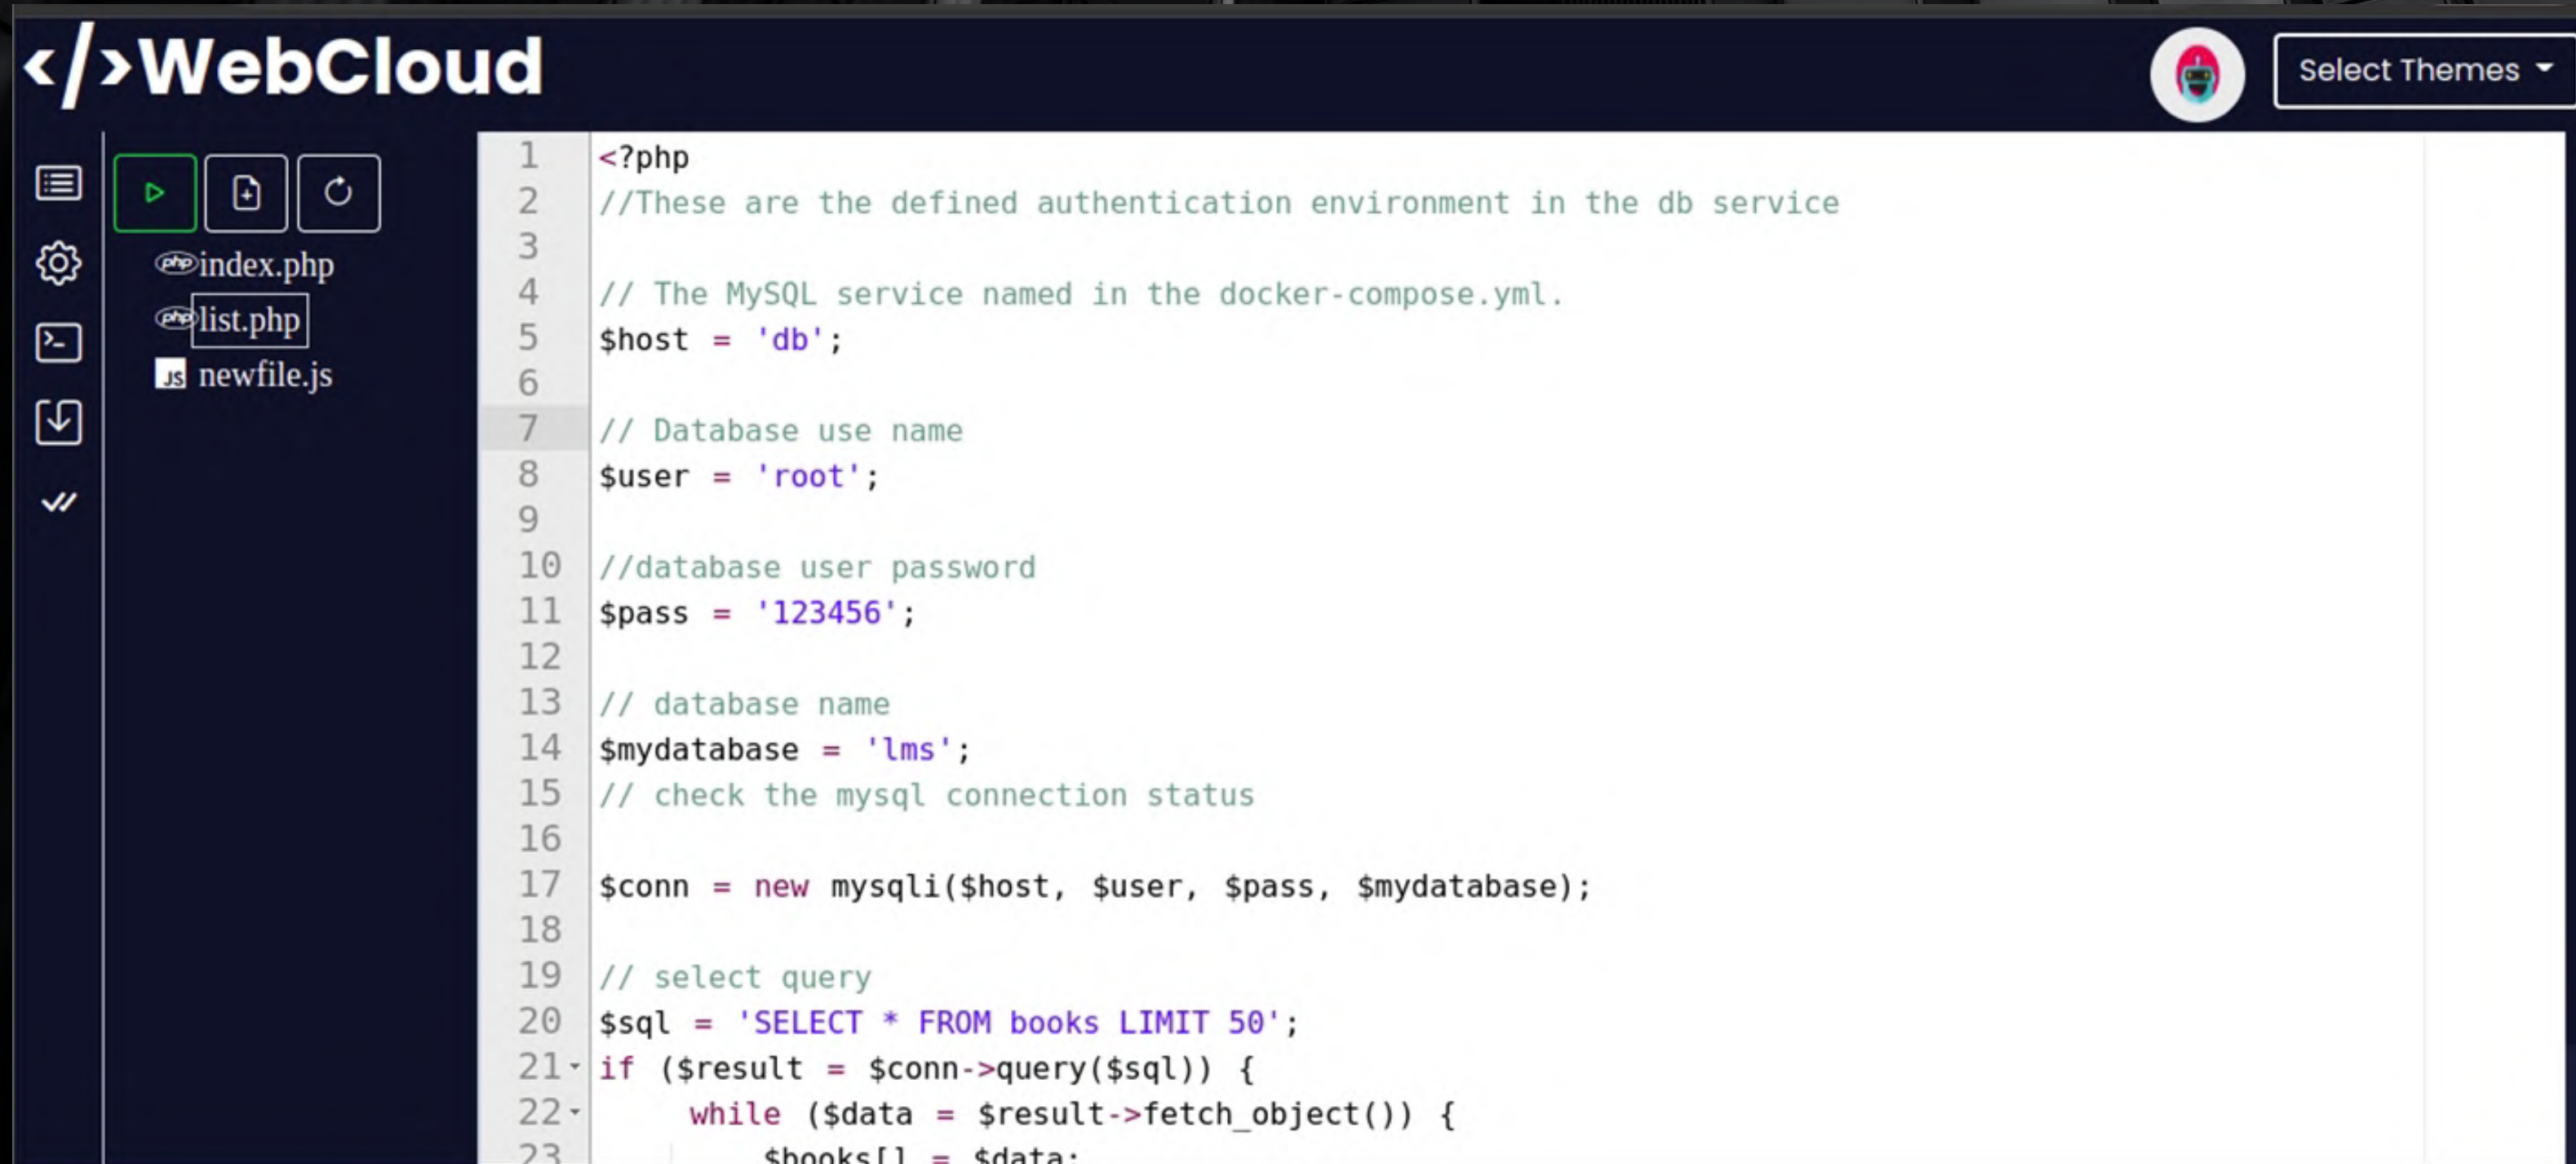 </>WebCloud
Select Themes
index.php
list.php
JS newfile.js
1 <?php
2 //These are the defined authentication environment in the db service
3
4 // The MySQL service named in the docker-compose.yml.
5 $host = 'db';
6
7 // Database use name
8 $user = 'root';
9
10 //database user password
11 $pass = '123456';
12
13 // database name
14 $mydatabase = 'lms';
15 // check the mysql connection status
16
17 $conn = new mysqli($host, $user, $pass, $mydatabase);
18
19 // select query
20 $sql = 'SELECT * FROM books LIMIT 50';
21 if ($result = $conn->query($sql)) {
22 while ($data = $result->fetch_object()) {
23 $books[] = $data;